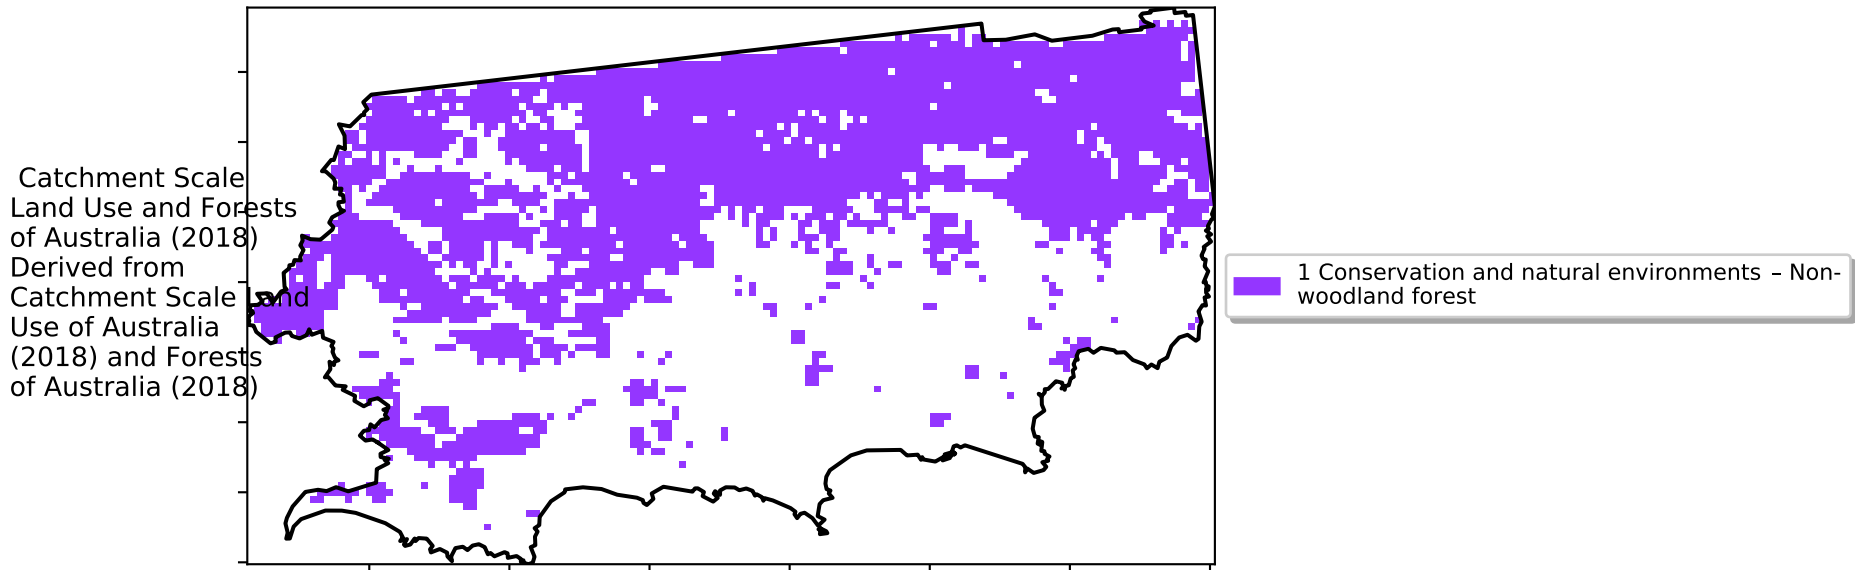 Catchment Scale
Land Use and Forests
of Australia (2018)
Derived from
Catchment Scale Land
Use of Australia
(2018) and Forests
of Australia (2018)
1 Conservation and natural environments – Non-
woodland forest